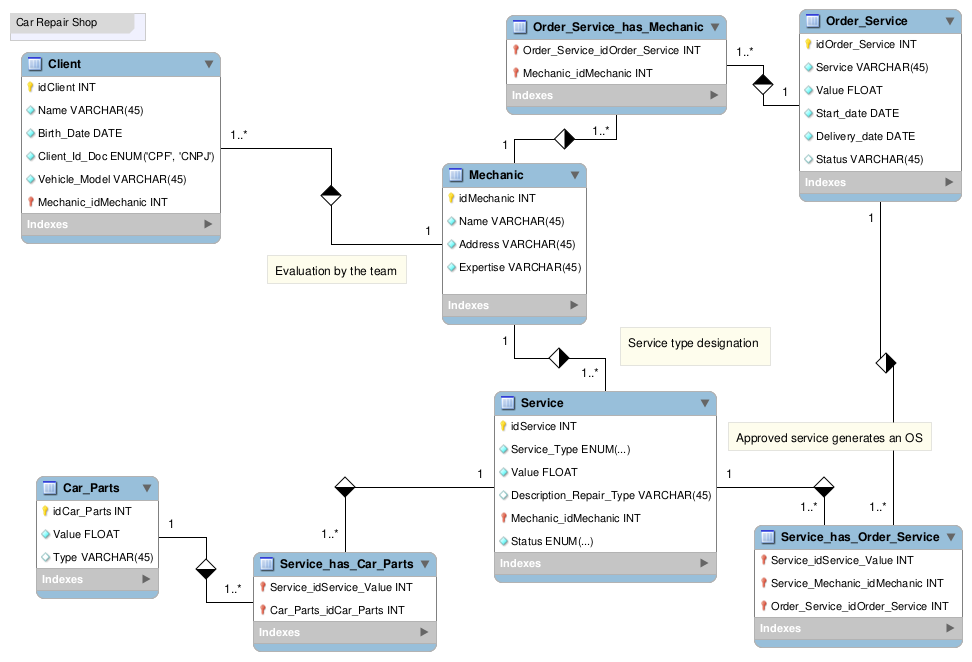 Car Repair Shop
Client
idClient INT
Name VARCHAR(45)
Birth_Date DATE
Client_Id_Doc ENUM('CPF', 'CNPJ')
Vehicle_Model VARCHAR(45)
Mechanic_idMechanic INT
Indexes
1..*
1
Evaluation by the team
Order_Service_has_Mechanic
Order_Service_idOrder_Service INT
Mechanic_idMechanic INT
Indexes
1..*
1
1..*
1
Order_Service
idOrder_Service INT
Service VARCHAR(45)
Value FLOAT
Start_date DATE
Delivery_date DATE
Status VARCHAR(45)
Indexes
1
Mechanic
idMechanic INT
Name VARCHAR(45)
Address VARCHAR(45)
Expertise VARCHAR(45)
Indexes
1
1..*
Service type designation
Service
idService INT
Service_Type ENUM(...)
Value FLOAT
Description_Repair_Type VARCHAR(45)
Mechanic_idMechanic INT
Status ENUM(...)
Indexes
1
1..*
1
1..*
Approved service generates an OS
1..*
Car_Parts
idCar_Parts INT
Value FLOAT
Type VARCHAR(45)
Indexes
1
1..*
Service_has_Car_Parts
Service_idService_Value INT
Car_Parts_idCar_Parts INT
Indexes
Service_has_Order_Service
Service_idService_Value INT
Service_Mechanic_idMechanic INT
Order_Service_idOrder_Service INT
Indexes